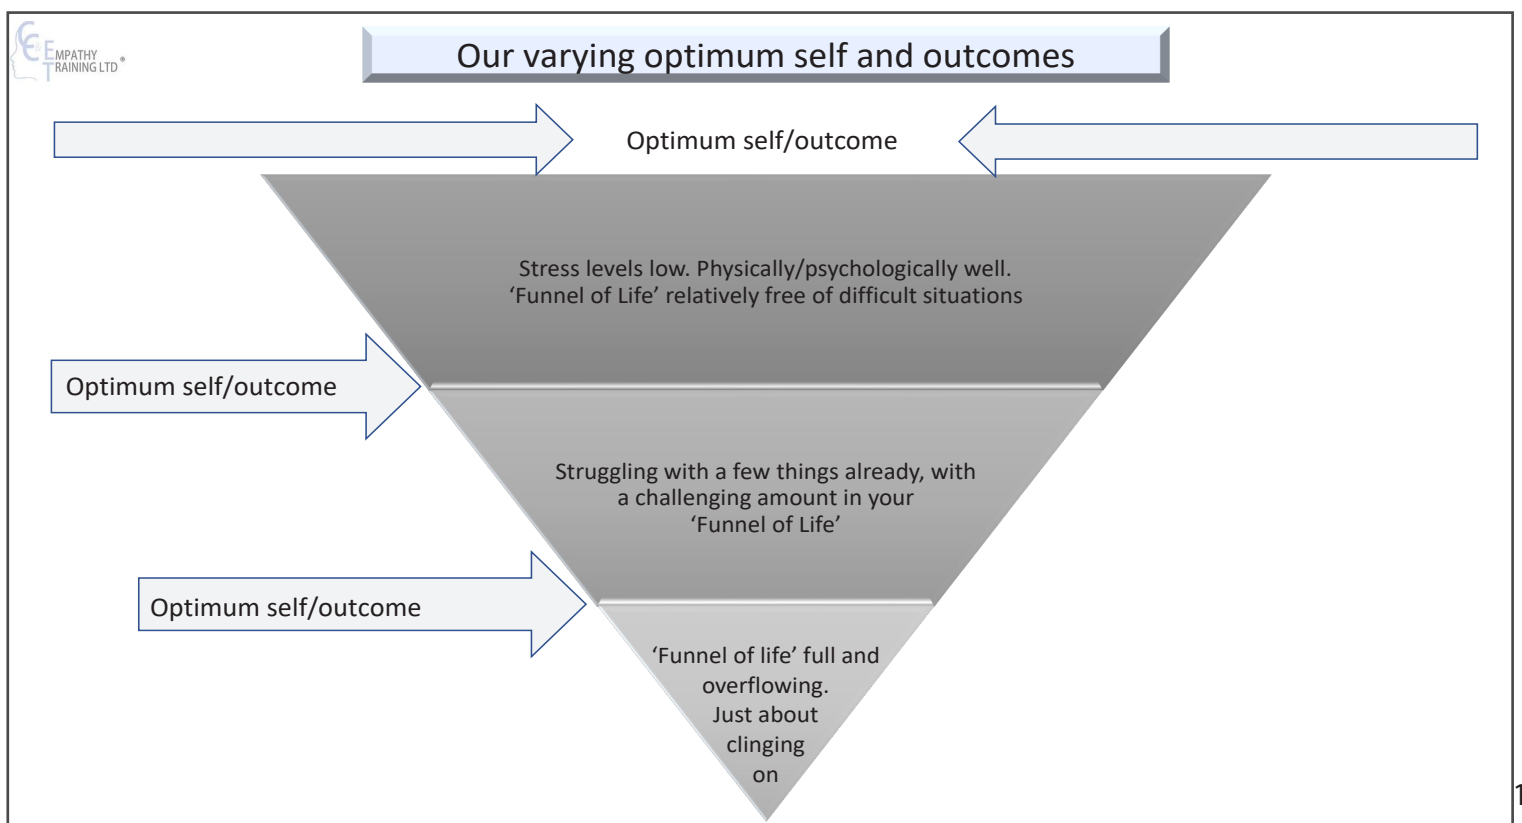 CC&E EMPATHY
TRAINING LTD ®
Our varying optimum self and outcomes
Optimum self/outcome
Stress levels low. Physically/psychologically well.
‘Funnel of Life’ relatively free of difficult situations
Optimum self/outcome
Struggling with a few things already, with
a challenging amount in your
‘Funnel of Life’
Optimum self/outcome
‘Funnel of life’ full and
overflowing.
Just about
clinging
on
1